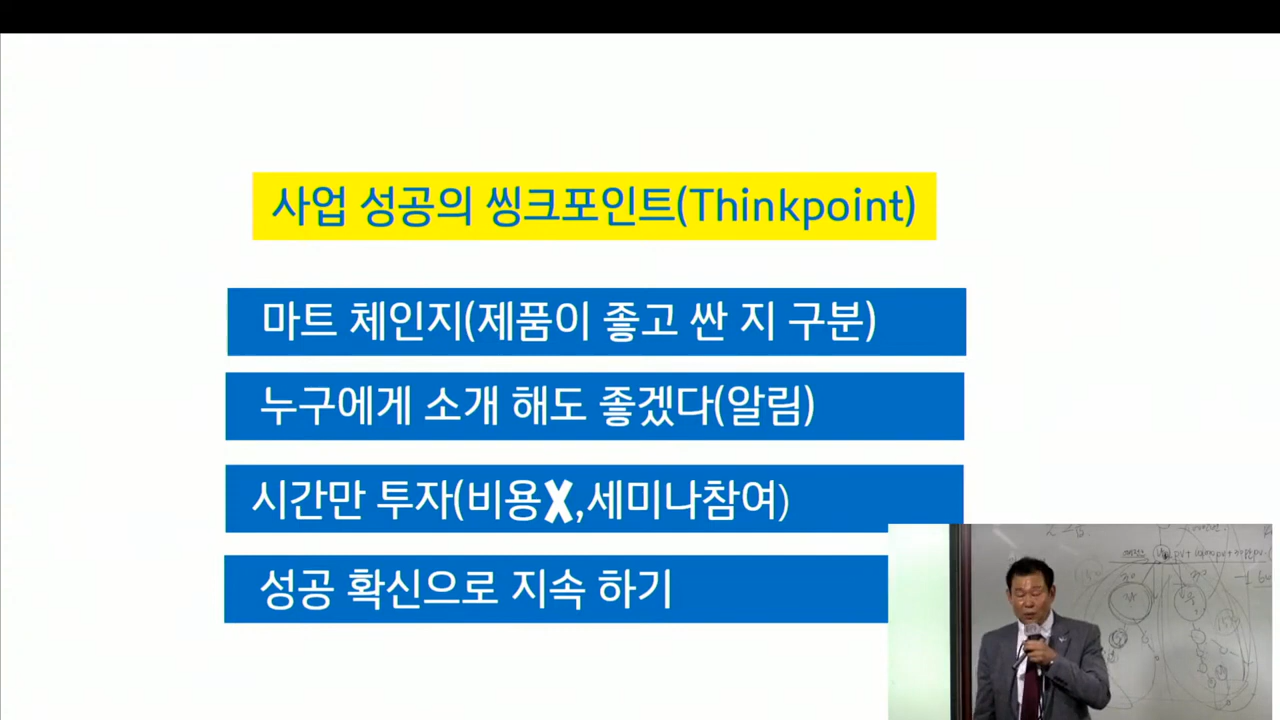 사업 성공의 씽크포인트(Thinkpoint)
마트 체인지(제품이 좋고 싼 지 구분)
누구에게 소개 해도 좋겠다(알림)
시간만 투자(비용X,세미나참여)
성공 확신으로 지속 하기